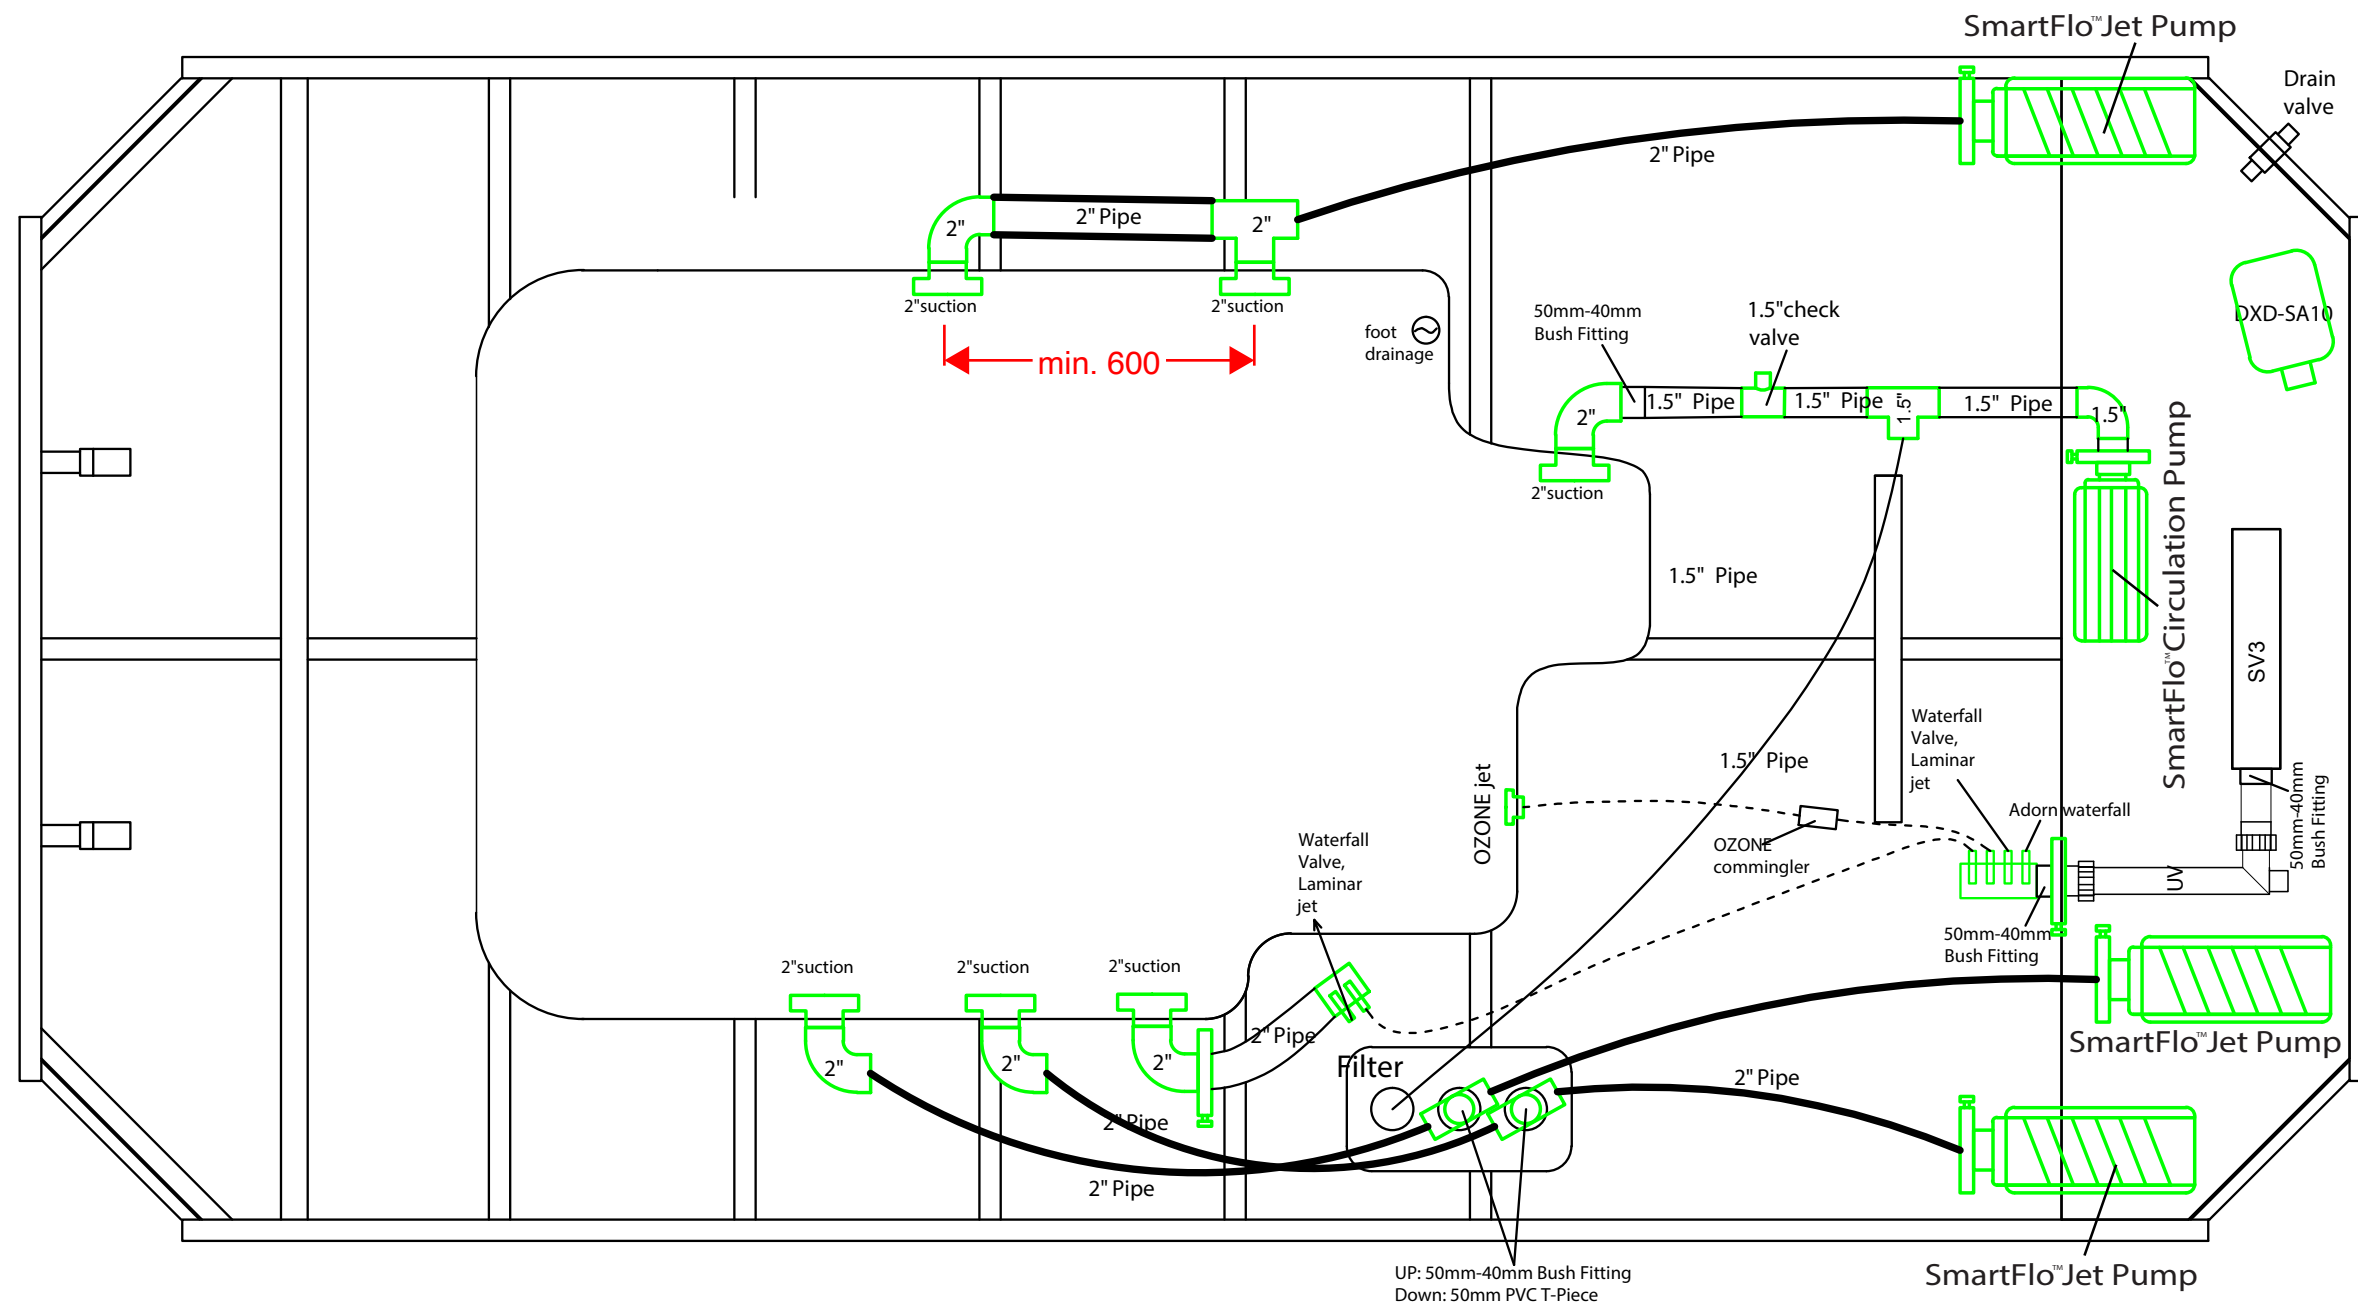 SmartFlo™Jet Pump
Drain
valve
2" Pipe
2"
2" Pipe
2"
2"suction
2"suction
min. 600
foot
drainage
50mm-40mm
Bush Fitting
1.5"check
valve
DXD-SA10
2"
1.5" Pipe
1.5" Pipe
1.5"
1.5" Pipe
1.5"
2"suction
SmartFlo™Circulation Pump
1.5" Pipe
SV3
Waterfall
Valve,
Laminar
jet
1.5" Pipe
OZONE jet
50mm-40mm
Bush Fitting
Adorn waterfall
OZONE
commingler
Waterfall
Valve,
Laminar
jet
UV
50mm-40mm
Bush Fitting
2"suction
2"suction
2"suction
2" Pipe
2"
2"
2"
Filter
SmartFlo™Jet Pump
2" Pipe
2" Pipe
2" Pipe
UP: 50mm-40mm Bush Fitting
Down: 50mm PVC T-Piece
SmartFlo™Jet Pump